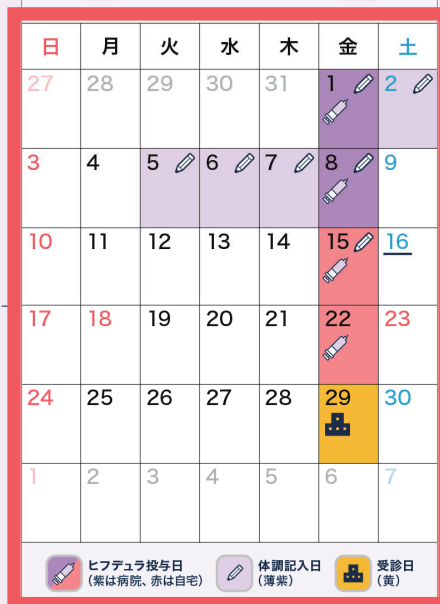 日 月 火 水 木 金 土
27 28 29 30 31 1 2
3 4 5 6 7 8 9
10 11 12 13 14 15 16
17 18 19 20 21 22 23
24 25 26 27 28 29 30
1 2 3 4 5 6 7
ヒフデュラ投与日 体調記入日 受診日
(紫は病院、赤は自宅) (薄紫) (黄)